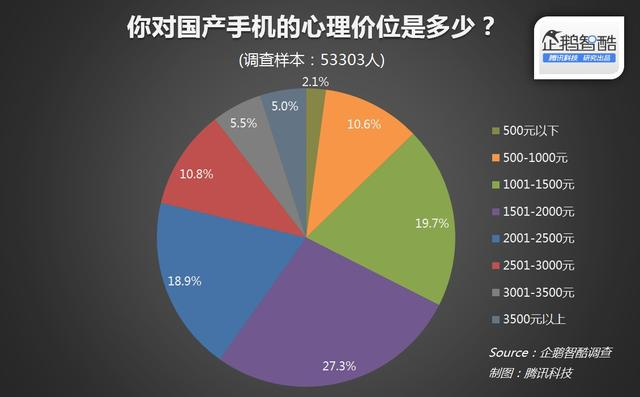 你对国产手机的心理价位是多少？
(调查样本：53303人)
企鹅智酷
腾讯科技 研究出品
2.1%
10.6%
19.7%
27.3%
18.9%
10.8%
5.5%
5.0%
500元以下
500-1000元
1001-1500元
1501-2000元
2001-2500元
2501-3000元
3001-3500元
3500元以上
Source：企鹅智酷调查
制图：腾讯科技